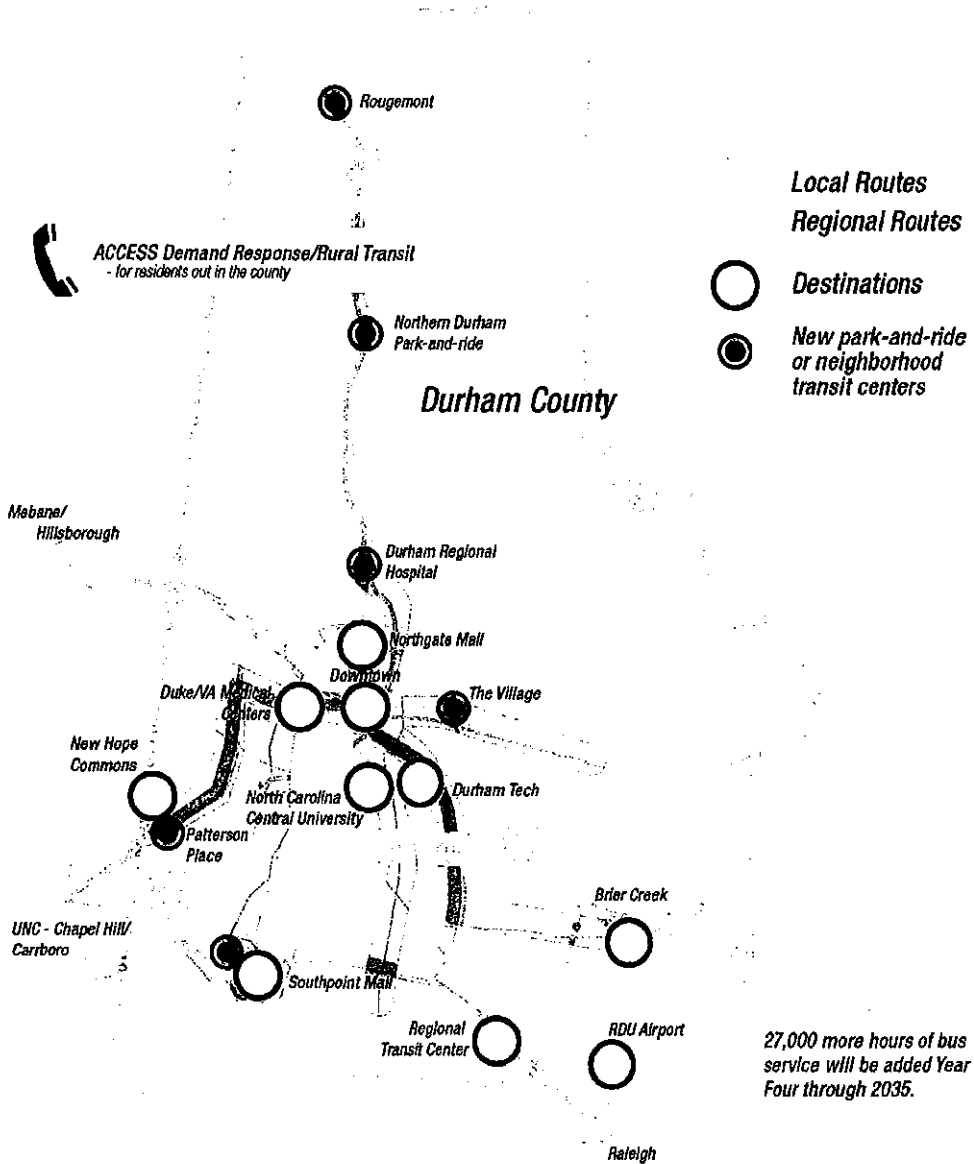 Rougemont
Local Routes
Regional Routes
ACCESS Demand Response/Rural Transit
- for residents out in the county
Destinations
Northern Durham
Park-and-ride
New park-and-ride
or neighborhood
transit centers
Durham County
Mebane/
Hillsborough
Durham Regional
Hospital
Northgate Mall
Downtown
Duke/VA Medical
Centers
The Village
New Hope
Commons
North Carolina
Central University
Durham Tech
Patterson
Place
Brier Creek
UNC - Chapel Hill/
Carrboro
Southpoint Mall
Regional
Transit Center
RDU Airport
27,000 more hours of bus
service will be added Year
Four through 2035.
Raleigh